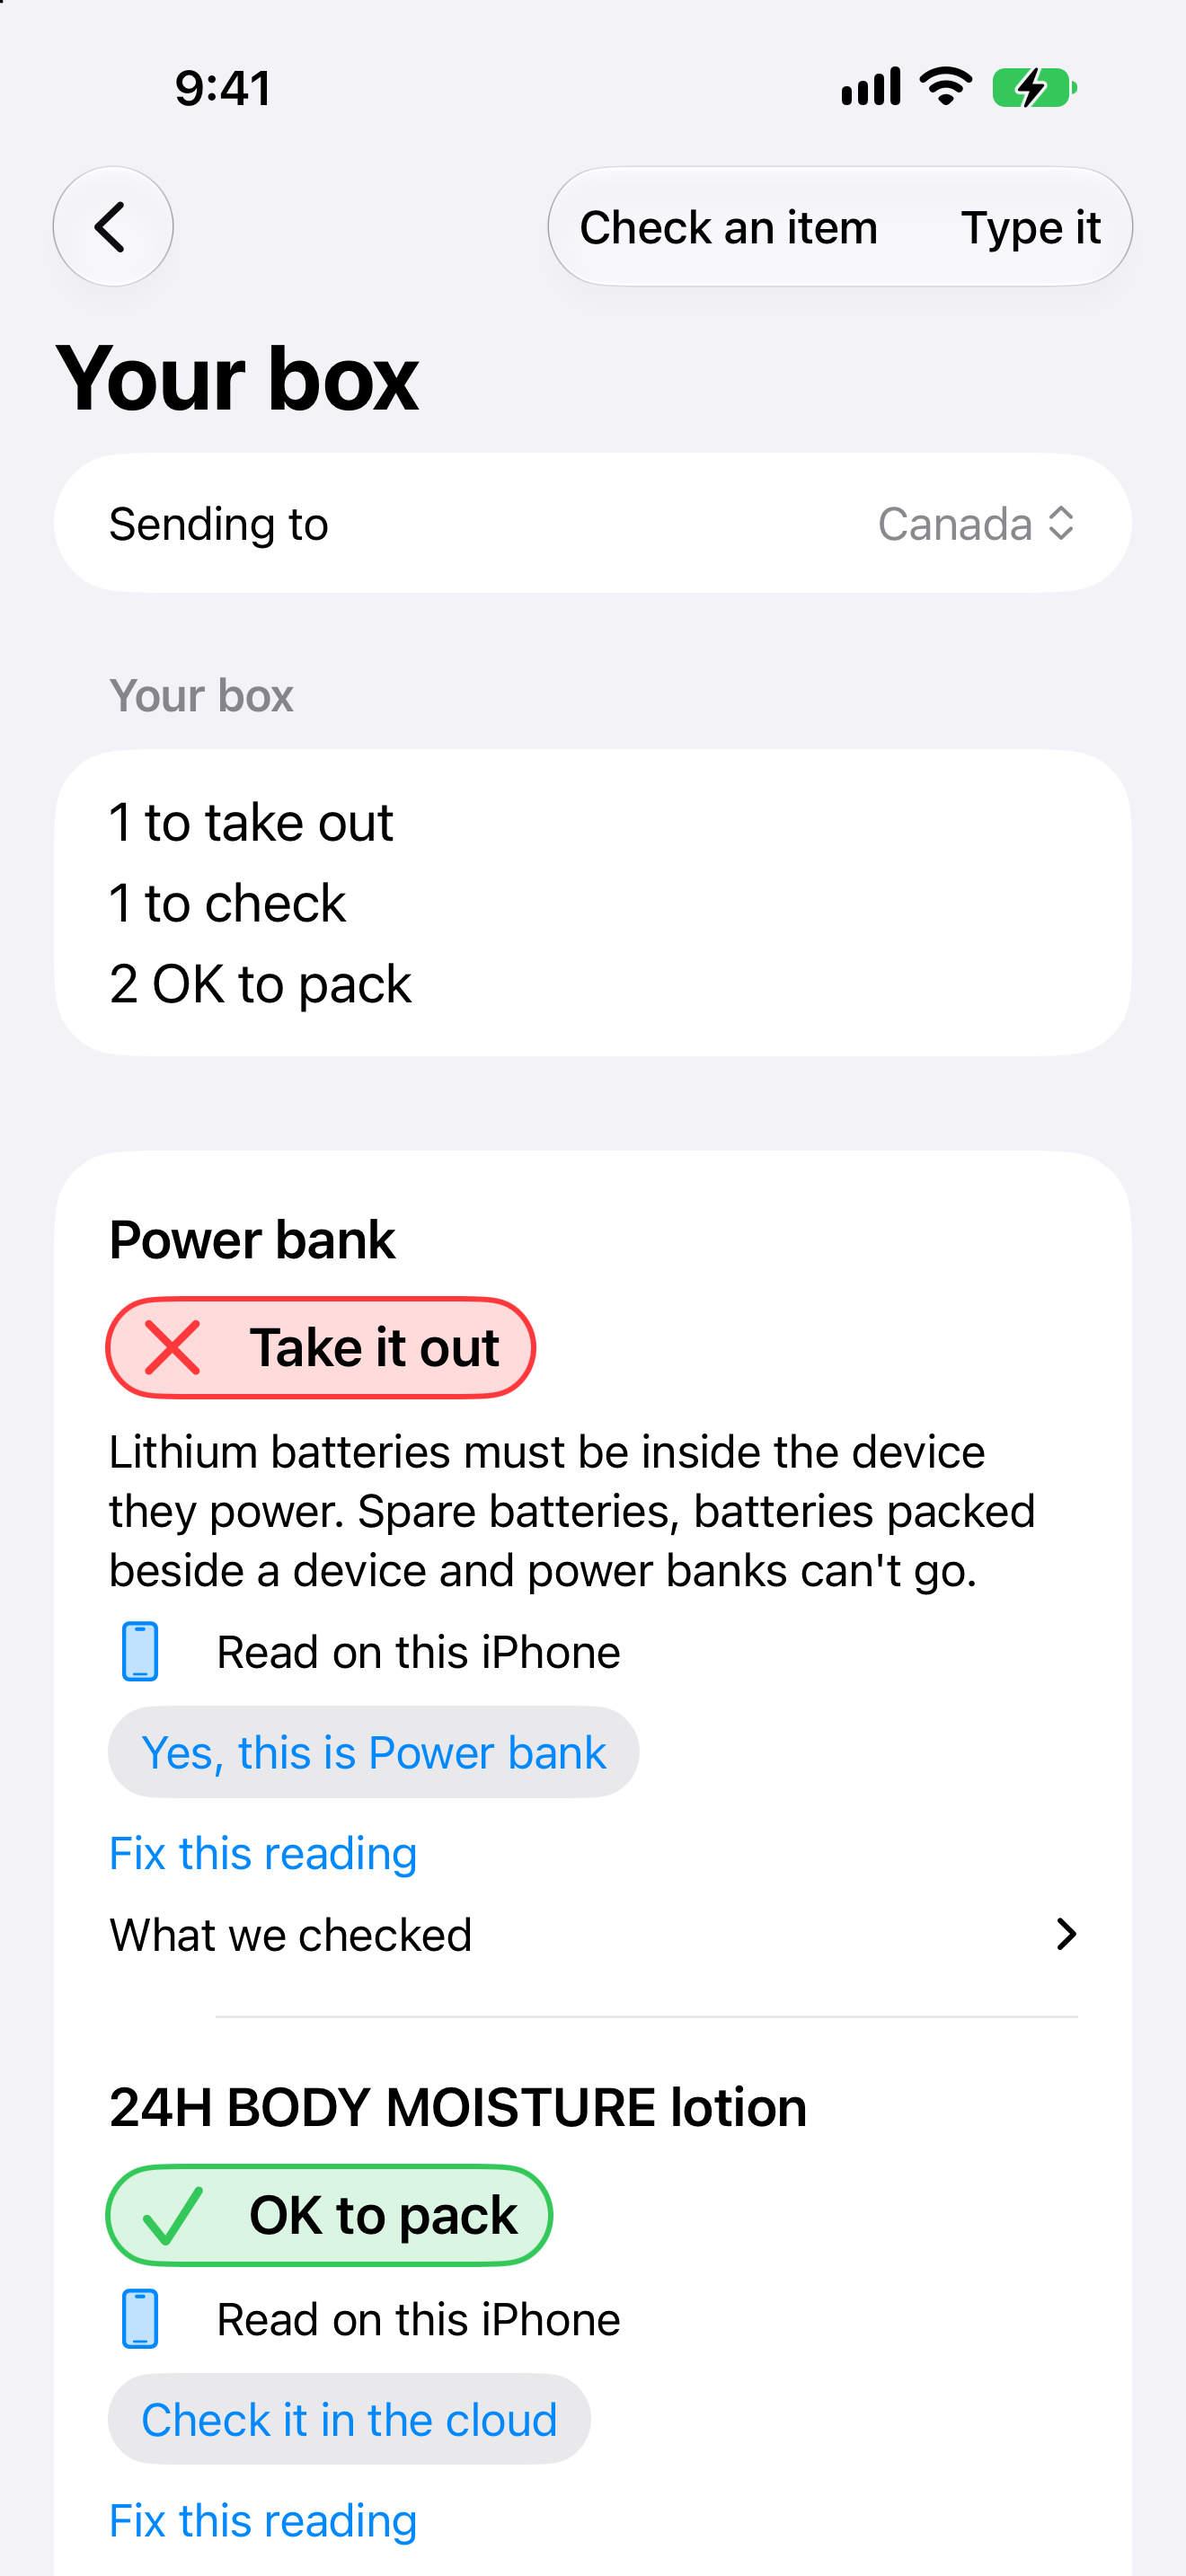 9:41
Check an item
Type it
Your box
Sending to
Canada
Your box
1 to take out
1 to check
2 OK to pack
Power bank
Take it out
Lithium batteries must be inside the device
they power. Spare batteries, batteries packed
beside a device and power banks can't go.
Read on this iPhone
Yes, this is Power bank
Fix this reading
What we checked
24H BODY MOISTURE lotion
OK to pack
Read on this iPhone
Check it in the cloud
Fix this reading